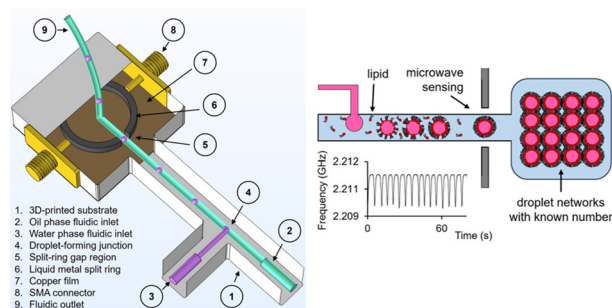 9
8
7
6
5
4
2
3
1
1. 3D-printed substrate
2. Oil phase fluidic inlet
3. Water phase fluidic inlet
4. Droplet-forming junction
5. Split-ring gap region
6. Liquid metal split ring
7. Copper film
8. SMA connector
9. Fluidic outlet
lipid
microwave
sensing
Frequency (GHz)
2.212
2.211
2.209
0
60
Time (s)
droplet networks
with known number